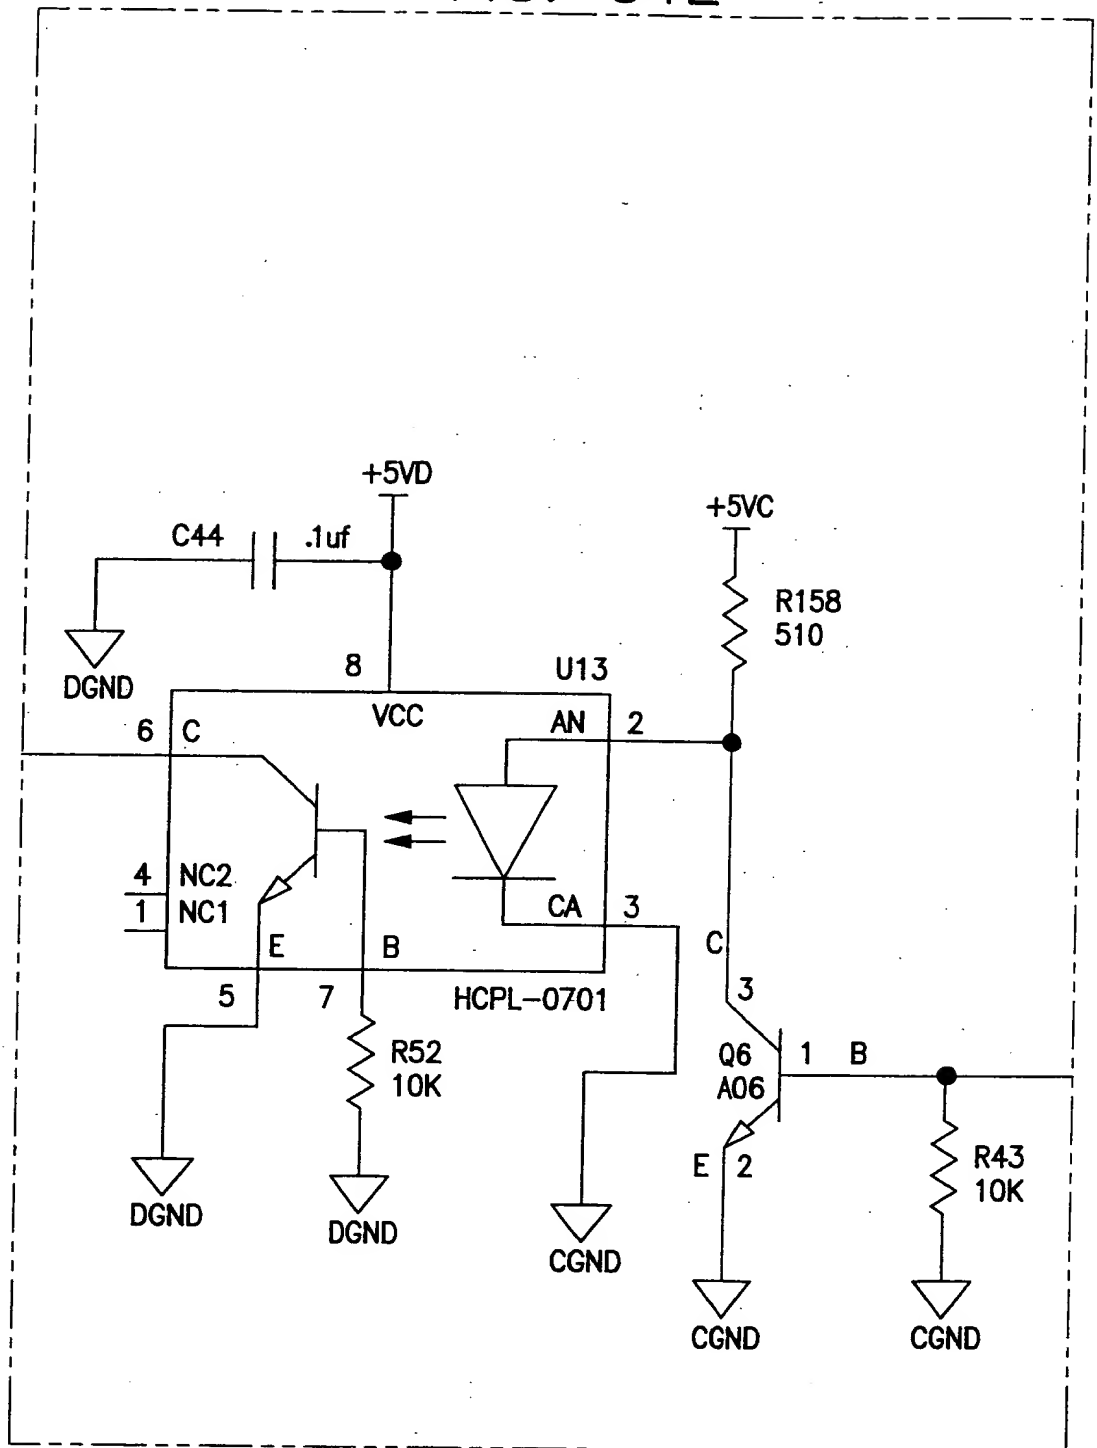 +5VD
+5VC
C44 .1uf
R158
510
DGND
8
U13
VCC
AN 2
6 C
4 NC2
1 NC1
CA 3
E
B
C
5
7
HCPL-0701
3
R52
10K
Q6
A06
1 B
E 2
R43
10K
DGND
DGND
CGND
CGND
CGND